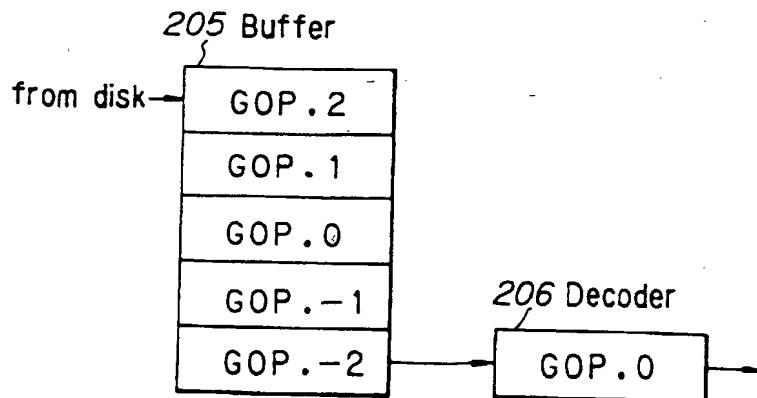 205 Buffer
from disk
GOP.2
GOP.1
GOP.0
GOP.-1
GOP.-2
206 Decoder
GOP.0